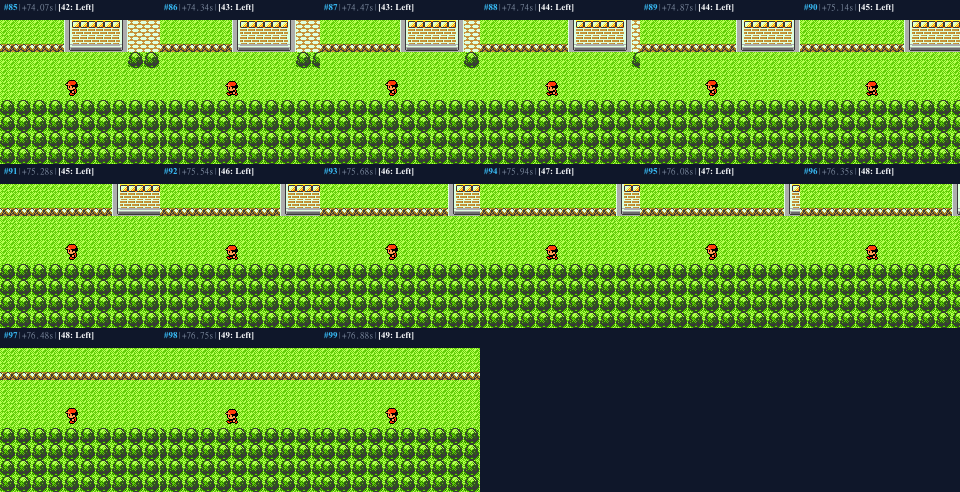 #85|+74.07s|[42: Left]
#86|+74.34s|[43: Left]
#87|+74.47s|[43: Left]
#88|+74.74s|[44: Left]
#89|+74.87s|[44: Left]
#90|+75.14s|[45: Left]
#91|+75.28s|[45: Left]
#92|+75.54s|[46: Left]
#93|+75.68s|[46: Left]
#94|+75.94s|[47: Left]
#95|+76.08s|[47: Left]
#96|+76.35s|[48: Left]
#97|+76.48s|[48: Left]
#98|+76.75s|[49: Left]
#99|+76.88s|[49: Left]